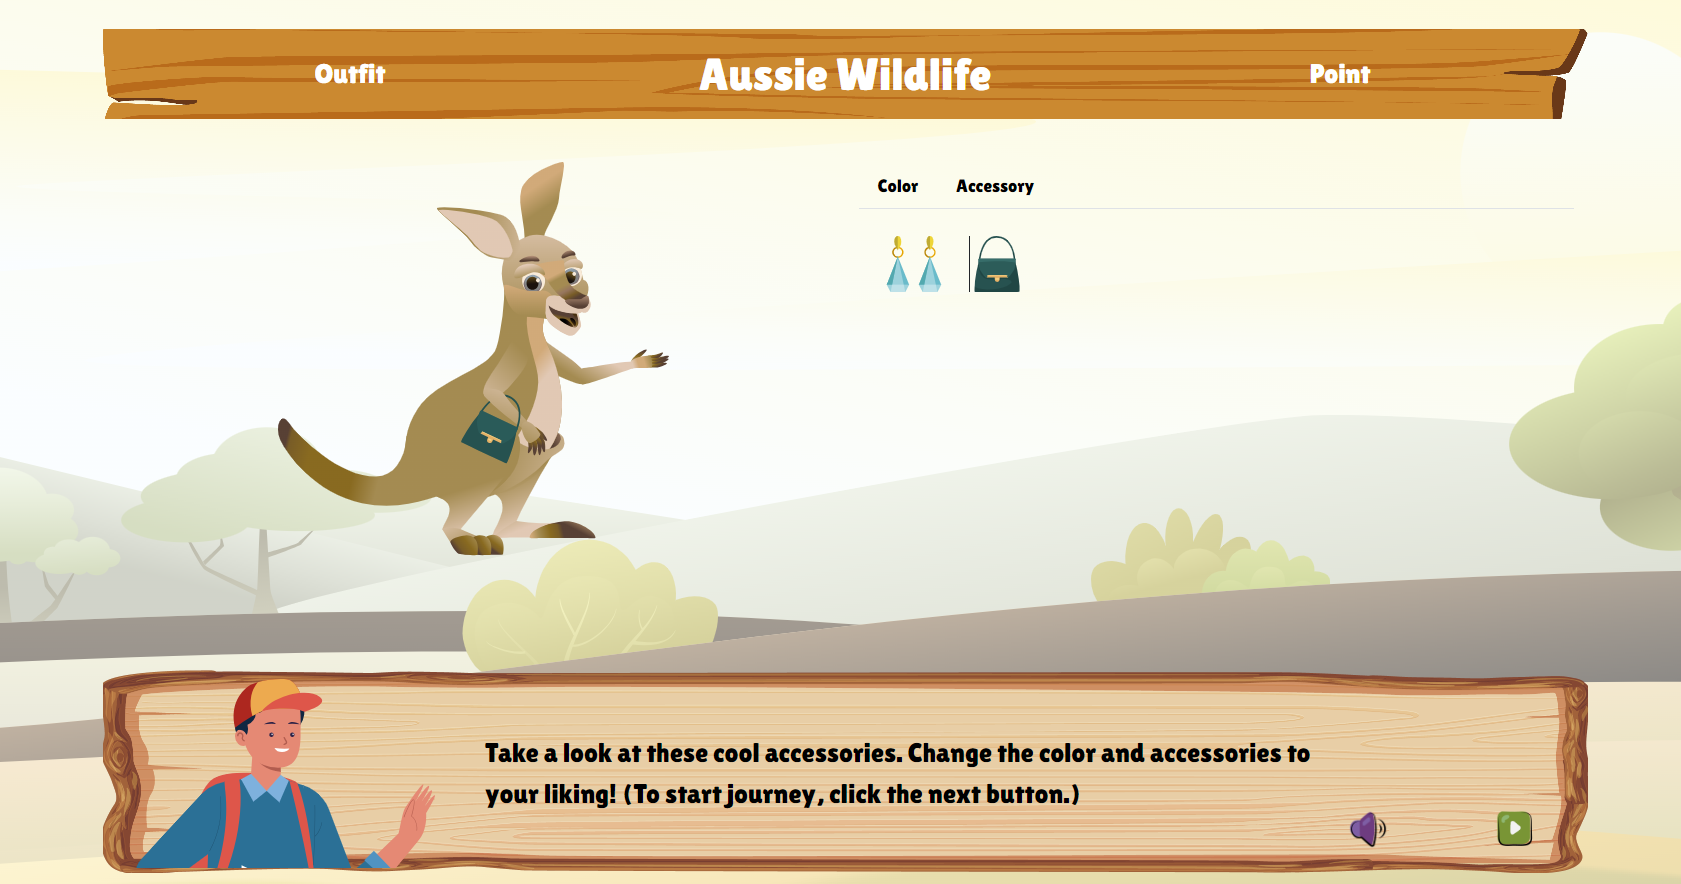 Outfit
Aussie Wildlife
Point
Color
Accessory
Take a look at these cool accessories. Change the color and accessories to
your liking! (To start journey, click the next button.)